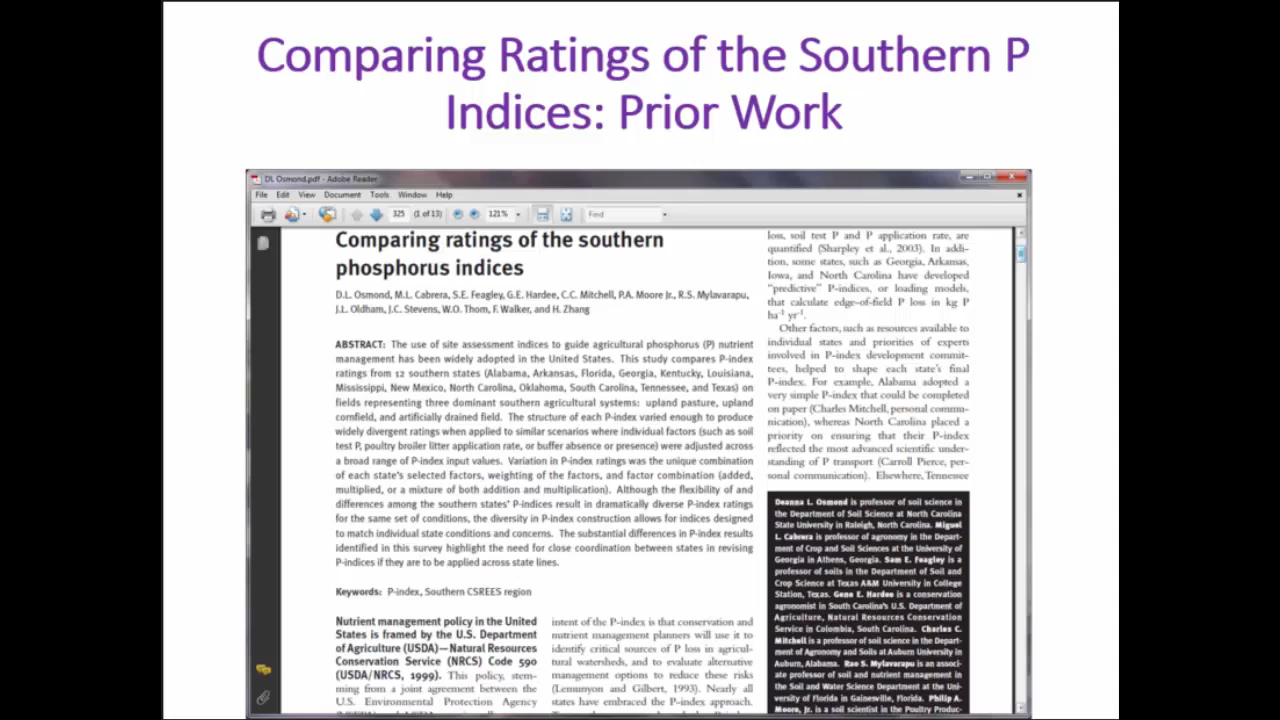 Comparing Ratings of the Southern P
Indices: Prior Work
DL Osmond.pdf - Adobe Reader
File Edit View Document Tools Window Help
325 (1 of 13) 121% Find
Comparing ratings of the southern
phosphorus indices
D.L. Osmond, M.L. Cabrera, S.E. Feagley, G.E. Hardee, C.C. Mitchell, P.A. Moore Jr., R.S. Mylavarapu,
J.L. Oldham, J.C. Stevens, W.O. Thom, F. Walker, and H. Zhang
ABSTRACT: The use of site assessment indices to guide agricultural phosphorus (P) nutrient
management has been widely adopted in the United States. This study compares P-index
ratings from 12 southern states (Alabama, Arkansas, Florida, Georgia, Kentucky, Louisiana,
Mississippi, New Mexico, North Carolina, Oklahoma, South Carolina, Tennessee, and Texas) on
fields representing three dominant southern agricultural systems: upland pasture, upland
cornfield, and artificially drained field. The structure of each P-index varied enough to produce
widely divergent ratings when applied to similar scenarios where individual factors (such as soil
test P, poultry broiler litter application rate, or buffer absence or presence) were adjusted across
a broad range of P-index input values. Variation in P-index ratings was the unique combination
of each state's selected factors, weighting of the factors, and factor combination (added,
multiplied, or a mixture of both addition and multiplication). Although the flexibility of and
differences among the southern states' P-indices result in dramatically diverse P-index ratings
for the same set of conditions, the diversity in P-index construction allows for indices designed
to match individual state conditions and concerns. The substantial differences in P-index results
identified in this survey highlight the need for close coordination between states in revising
P-indices if they are to be applied across state lines.
Keywords: P-index, Southern CSREES region
Nutrient management policy in the United
States is framed by the U.S. Department
of Agriculture (USDA)—Natural Resources
Conservation Service (NRCS) Code 590
(USDA/NRCS, 1999). This policy, stem-
ming from a joint agreement between the
U.S. Environmental Protection Agency
intent of the P-index is that conservation and
nutrient management planners will use it to
identify critical sources of P loss in agricul-
tural watersheds, and to evaluate alternative
management options to reduce these risks
(Lemunyon and Gilbert, 1993). Nearly all
states have embraced the P-index approach.
loss, soil test P and P application rate, are
quantified (Sharpley et al., 2003). In addi-
tion, some states, such as Georgia, Arkansas,
Iowa, and North Carolina have developed
"predictive" P-indices, or loading models,
that calculate edge-of-field P loss in kg P
ha⁻¹ yr⁻¹.
Other factors, such as resources available to
individual states and priorities of experts
involved in P-index development commit-
tees, helped to shape each state's final
P-index. For example, Alabama adopted a
very simple P-index that could be completed
on paper (Charles Mitchell, personal commu-
nication), whereas North Carolina placed a
priority on ensuring that their P-index
reflected the most advanced scientific under-
standing of P transport (Carroll Pierce, per-
sonal communication). Elsewhere, Tennessee
Deanna L. Osmond is professor of soil science in
the Department of Soil Science at North Carolina
State University in Raleigh, North Carolina. Miguel
L. Cabrera is professor of agronomy in the Depart-
ment of Crop and Soil Sciences at the University of
Georgia in Athens, Georgia. Sam E. Feagley is a
professor of soils in the Department of Soil and
Crop Science at Texas A&M University in College
Station, Texas. Gene E. Hardee is a conservation
agronomist in South Carolina's U.S. Department of
Agriculture, Natural Resources Conservation
Service in Colombia, South Carolina. Charles C.
Mitchell is a professor of soil science in the Depart-
ment of Agronomy and Soils at Auburn University in
Auburn, Alabama. Rao S. Mylavarapu is an associ-
ate professor of soil and nutrient management in
the Soil and Water Science Department at the Uni-
versity of Florida in Gainesville, Florida. Philip A.
Moore, Jr. is a soil scientist in the Poultry Produc-